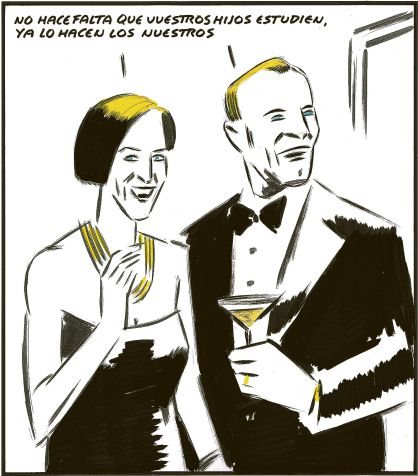 NO HACE FALTA QUE VUESTROS HIJOS ESTUDIEN,
YA LO HACEN LOS NUESTROS